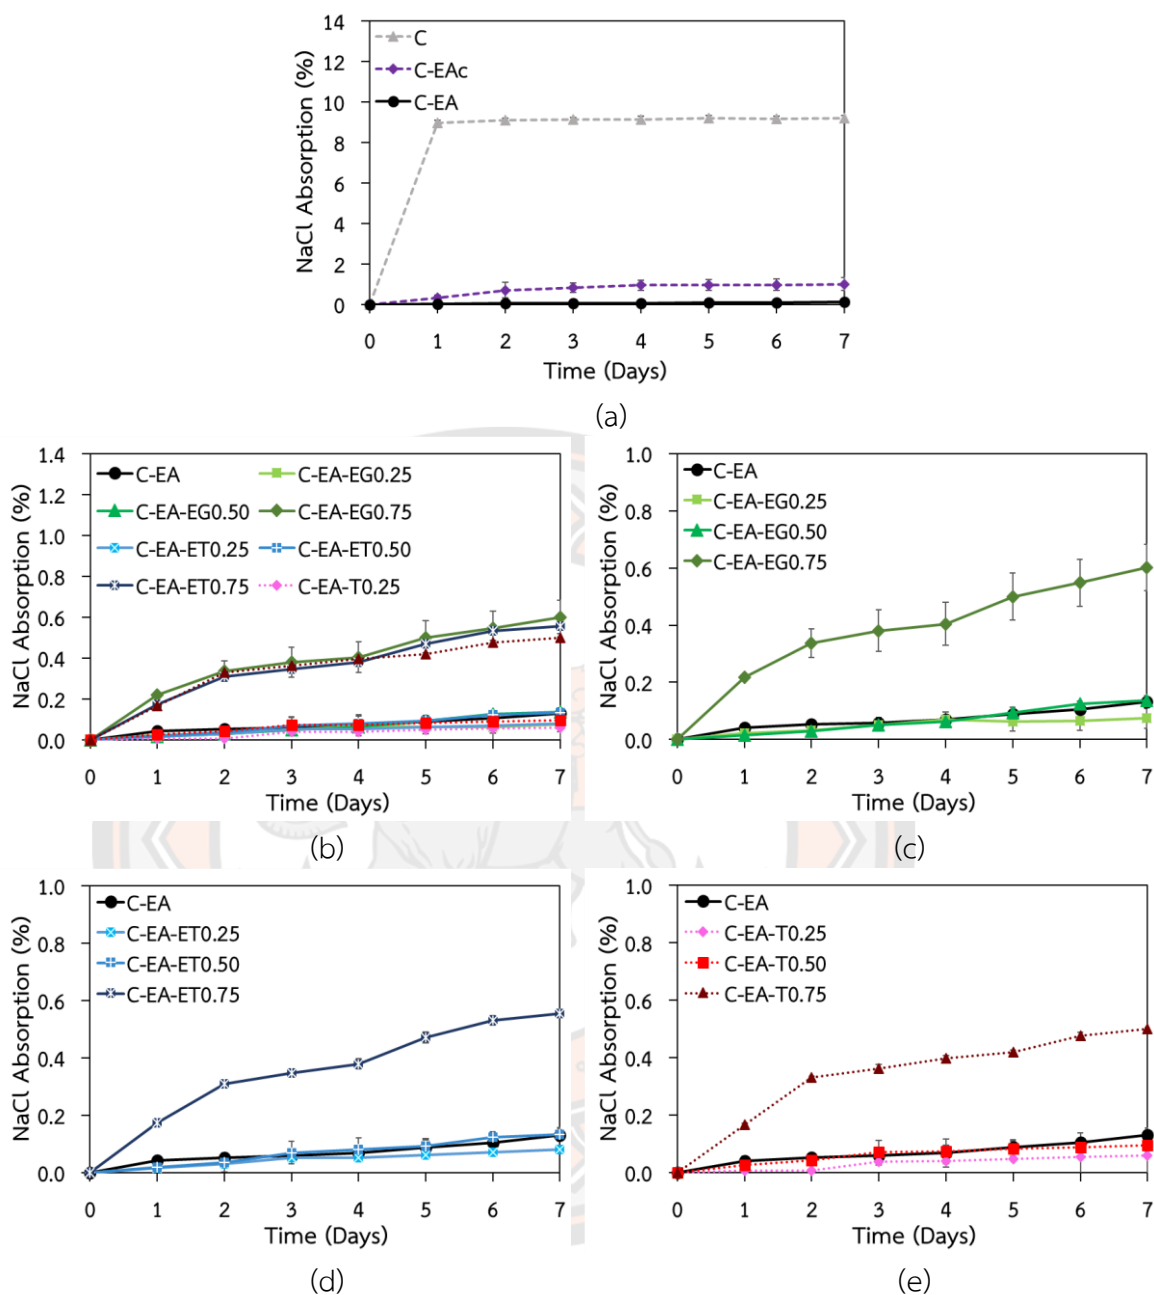 14
12
10
8
6
4
2
0
NaCl Absorption (%)
C
C-EAc
C-EA
0 1 2 3 4 5 6 7
Time (Days)
(a)
1.4
1.2
1.0
0.8
0.6
0.4
0.2
0.0
NaCl Absorption (%)
C-EA C-EA-EG0.25
C-EA-EG0.50 C-EA-EG0.75
C-EA-ET0.25 C-EA-ET0.50
C-EA-ET0.75 C-EA-T0.25
0 1 2 3 4 5 6 7
Time (Days)
(b)
1.0
0.8
0.6
0.4
0.2
0.0
NaCl Absorption (%)
C-EA
C-EA-EG0.25
C-EA-EG0.50
C-EA-EG0.75
0 1 2 3 4 5 6 7
Time (Days)
(c)
1.0
0.8
0.6
0.4
0.2
0.0
NaCl Absorption (%)
C-EA
C-EA-ET0.25
C-EA-ET0.50
C-EA-ET0.75
0 1 2 3 4 5 6 7
Time (Days)
(d)
1.0
0.8
0.6
0.4
0.2
0.0
NaCl Absorption (%)
C-EA
C-EA-T0.25
C-EA-T0.50
C-EA-T0.75
0 1 2 3 4 5 6 7
Time (Days)
(e)